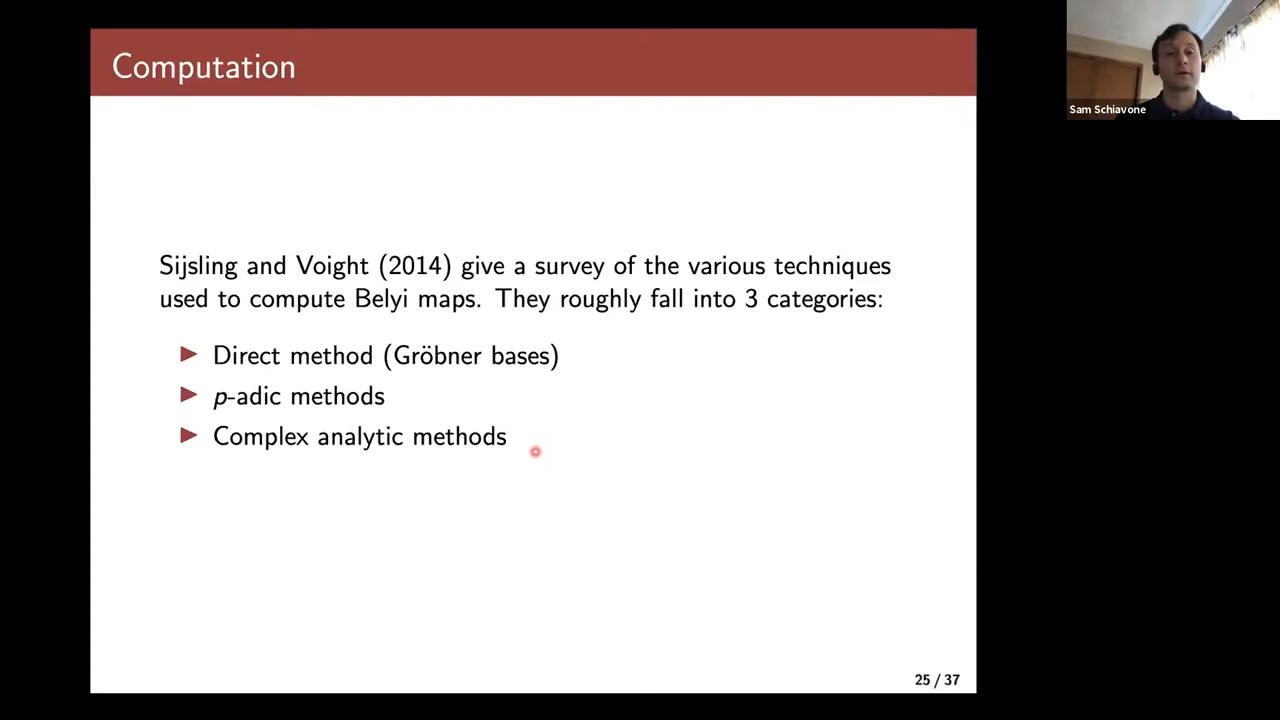 Computation
Sam Schiavone
Sijsling and Voight (2014) give a survey of the various techniques
used to compute Belyi maps. They roughly fall into 3 categories:
Direct method (Gröbner bases)
p-adic methods
Complex analytic methods
25 / 37